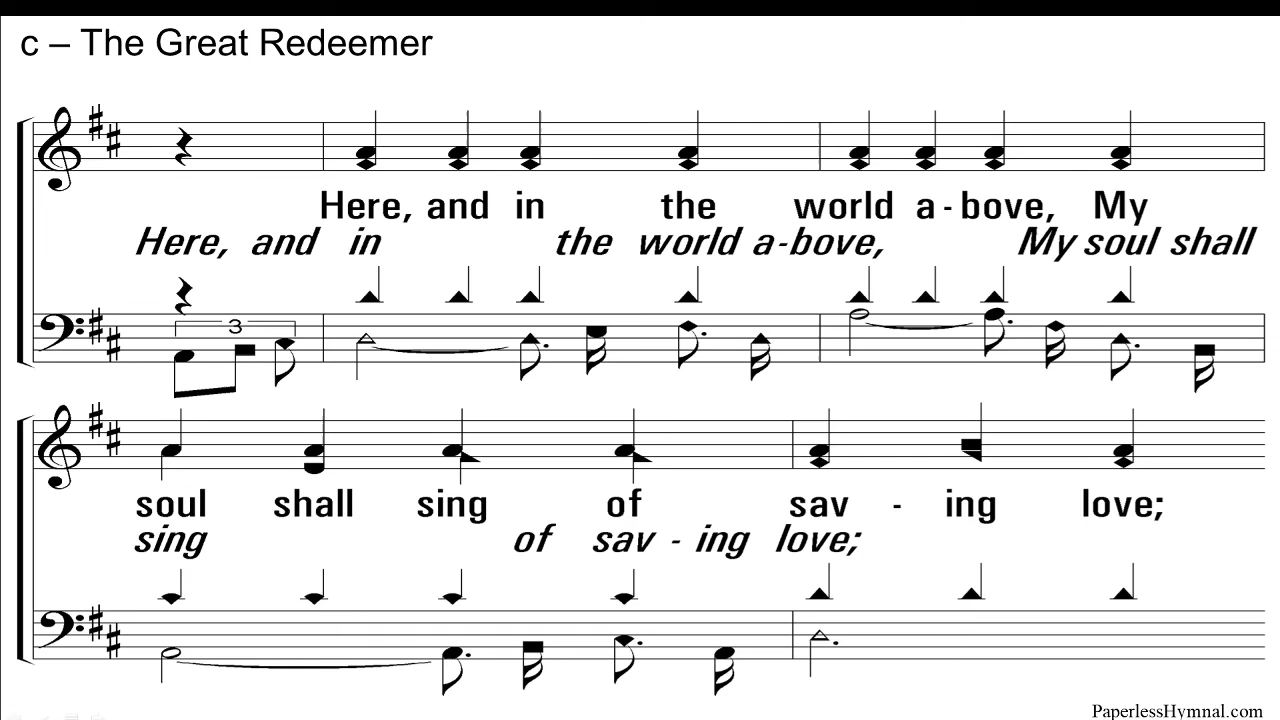 c – The Great Redeemer
3
Here, and in the world a - bove, My
Here, and in the world a - bove, My soul shall
soul shall sing of sav - ing love;
sing of sav - ing love;
PaperlessHymnal.com